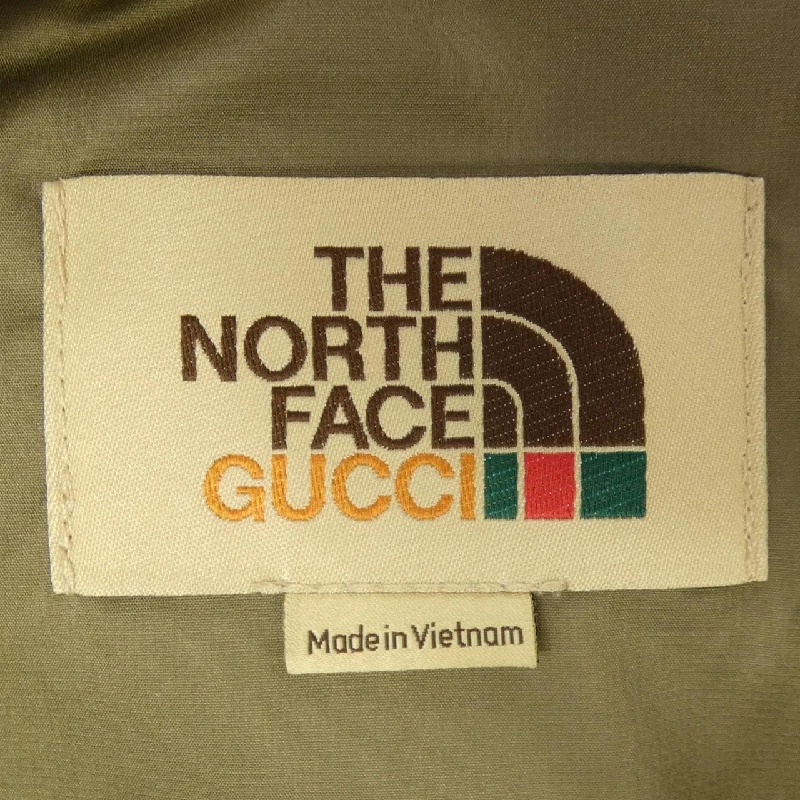 THE
NORTH
FACE
GUCCI
Made in Vietnam